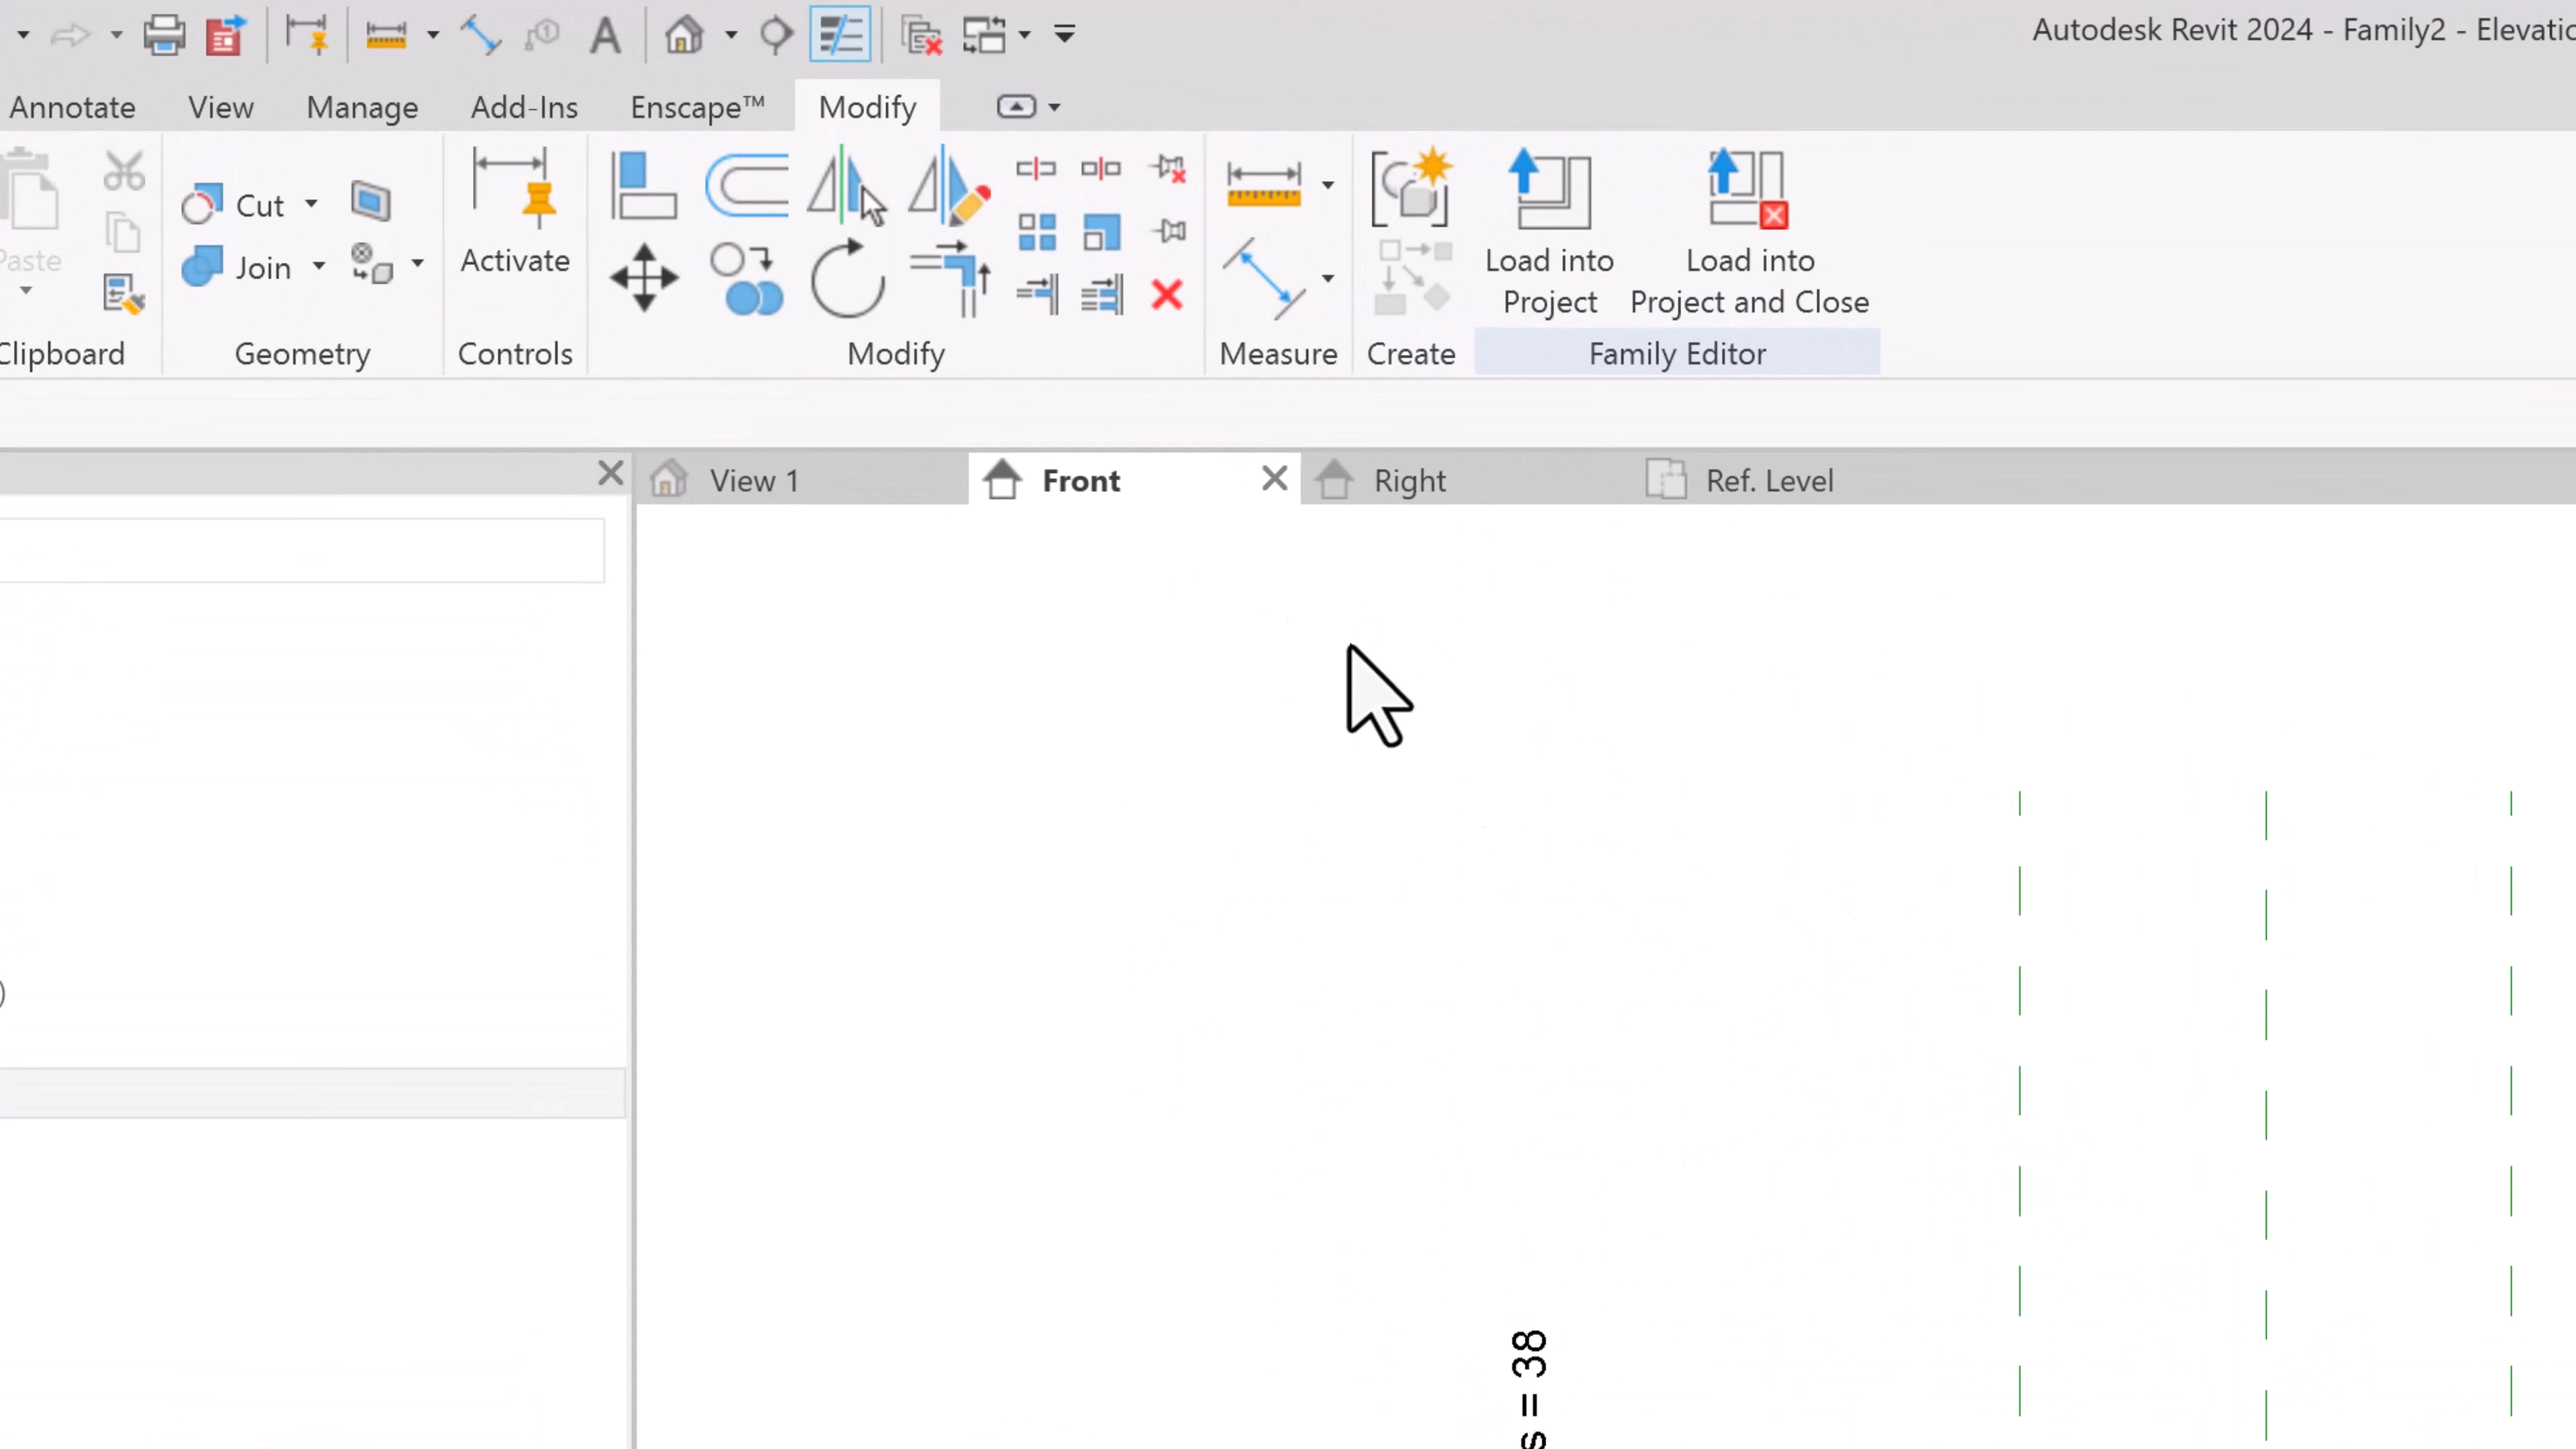 Autodesk Revit 2024 - Family2 - Elevatio
Annotate View Manage Add-Ins Enscape™ Modify
Paste Cut Join Activate Load into Project Load into Project and Close
Clipboard Geometry Controls Modify Measure Create Family Editor
View 1 Front Right Ref. Level
)
s = 38